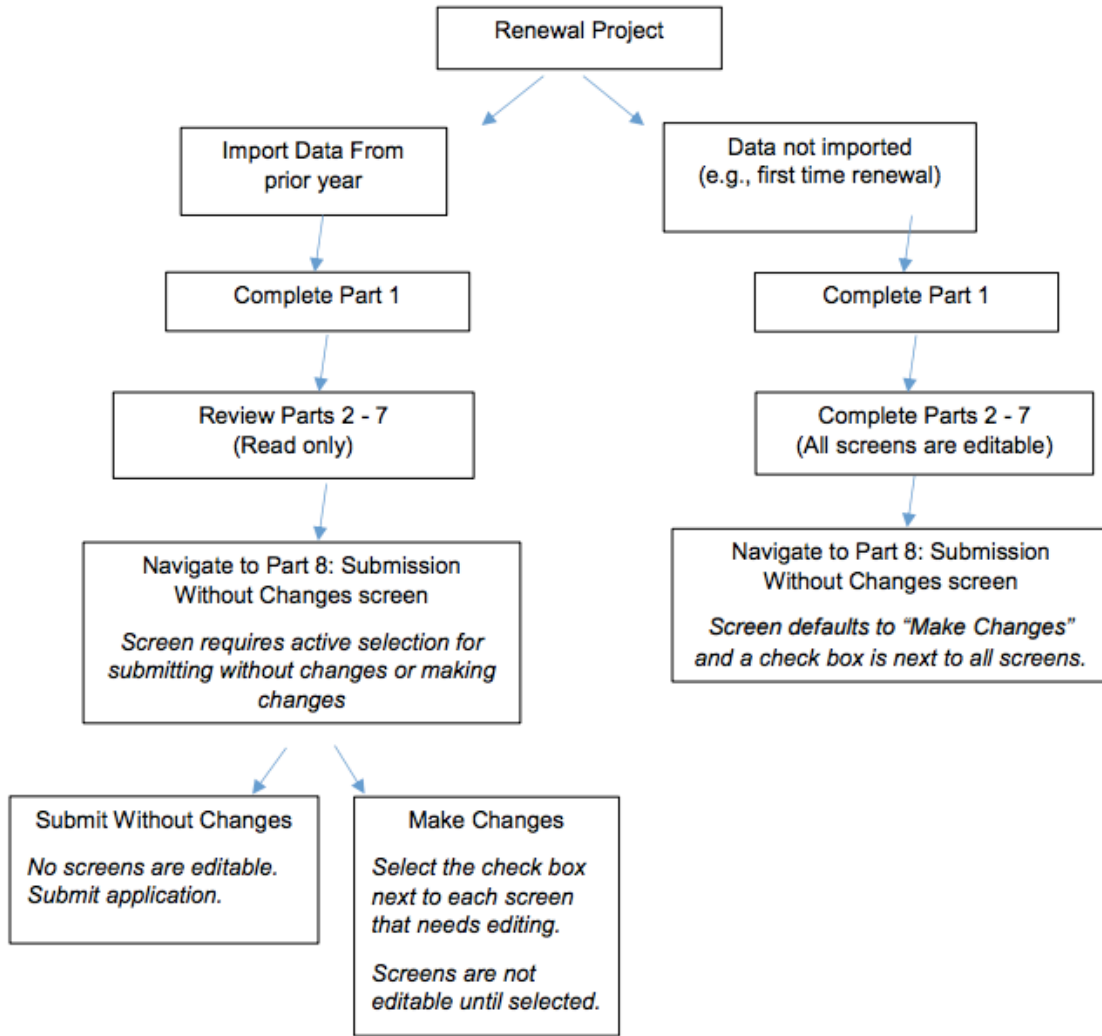 Renewal Project
Import Data From
prior year
Data not imported
(e.g., first time renewal)
Complete Part 1
Complete Part 1
Review Parts 2 - 7
(Read only)
Complete Parts 2 - 7
(All screens are editable)
Navigate to Part 8: Submission
Without Changes screen
Screen requires active selection for
submitting without changes or making
changes
Navigate to Part 8: Submission
Without Changes screen
Screen defaults to “Make Changes”
and a check box is next to all screens.
Submit Without Changes
No screens are editable.
Submit application.
Make Changes
Select the check box
next to each screen
that needs editing.
Screens are not
editable until selected.